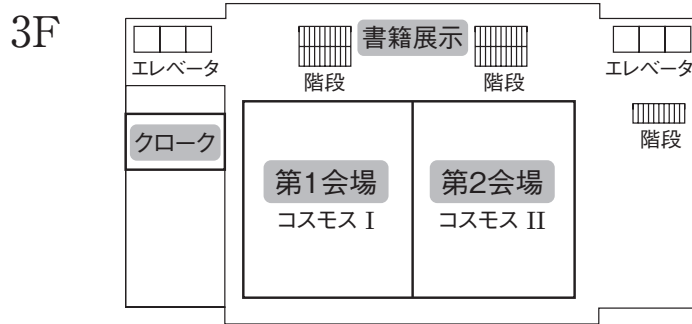 3F
書籍展示
エレベータ
階段
階段
エレベータ
階段
クローク
第1会場
コスモス I
第2会場
コスモス II